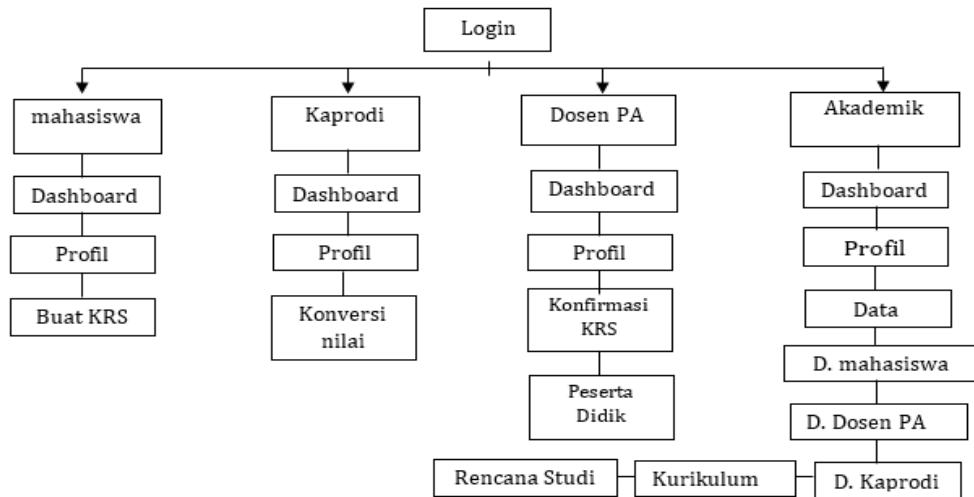 Login
mahasiswa
Kaprodi
Dosen PA
Akademik
Dashboard
Dashboard
Dashboard
Dashboard
Profil
Profil
Profil
Profil
Buat KRS
Konversi
nilai
Konfirmasi
KRS
Data
D. mahasiswa
Peserta
Didik
D. Dosen PA
Rencana Studi
Kurikulum
D. Kaprodi